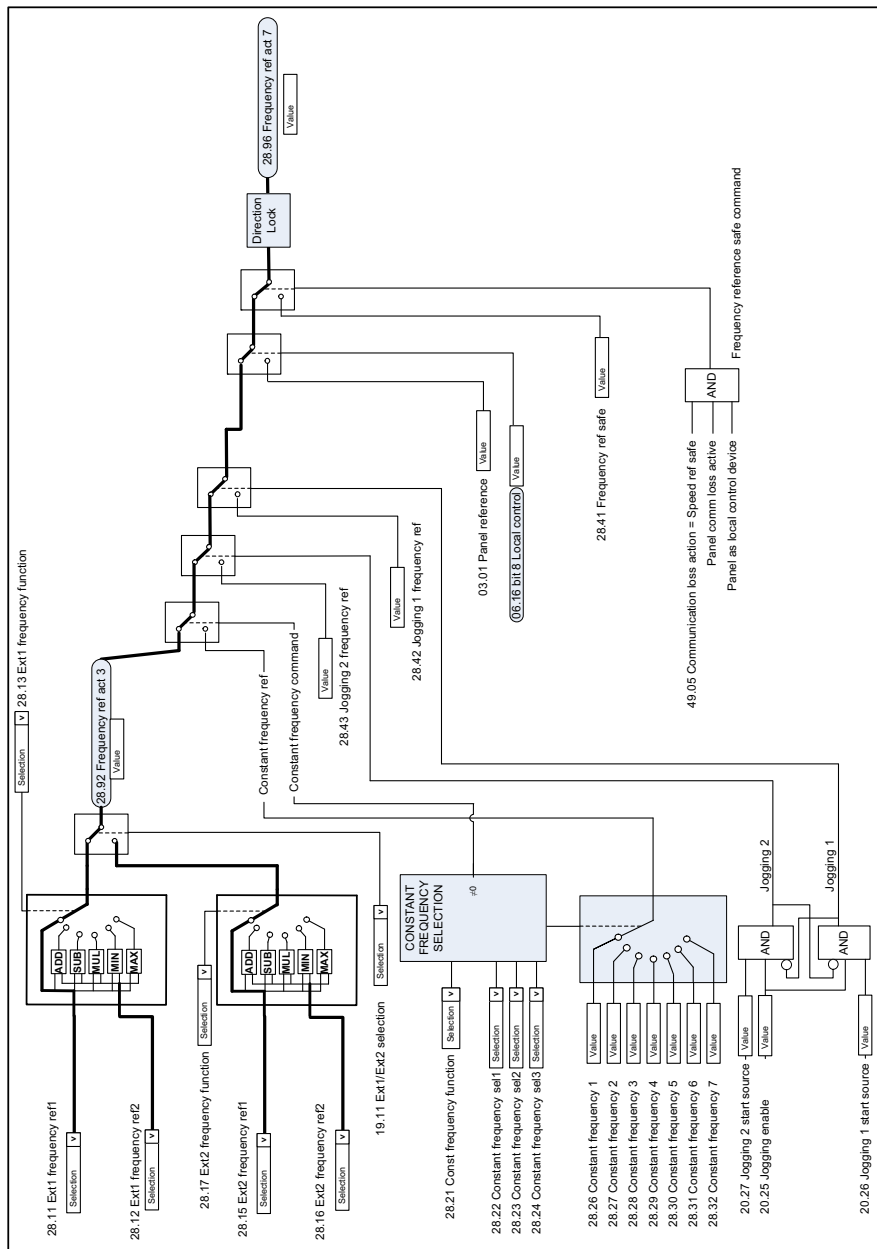 28.11 Ext1 frequency ref1
Selection
v
28.12 Ext1 frequency ref2
Selection
v
ADD
SUB
MUL
MIN
MAX
Selection
v
28.13 Ext1 frequency function
28.17 Ext2 frequency function
Selection
v
28.15 Ext2 frequency ref1
Selection
v
28.16 Ext2 frequency ref2
Selection
v
ADD
SUB
MUL
MIN
MAX
19.11 Ext1/Ext2 selection
Selection
v
28.92 Frequency ref act 3
Value
28.21 Const frequency function
Selection
v
28.22 Constant frequency sel1
Selection
v
28.23 Constant frequency sel2
Selection
v
28.24 Constant frequency sel3
Selection
v
CONSTANT
FREQUENCY
SELECTION
≠0
Constant frequency ref
Constant frequency command
28.26 Constant frequency 1
Value
28.27 Constant frequency 2
Value
28.28 Constant frequency 3
Value
28.29 Constant frequency 4
Value
28.30 Constant frequency 5
Value
28.31 Constant frequency 6
Value
28.32 Constant frequency 7
Value
20.27 Jogging 2 start source
Value
20.25 Jogging enable
Value
20.26 Jogging 1 start source
Value
AND
AND
Jogging 2
Jogging 1
28.43 Jogging 2 frequency ref
Value
28.42 Jogging 1 frequency ref
Value
03.01 Panel reference
Value
06.16 bit 8 Local control
Value
28.41 Frequency ref safe
Value
49.05 Communication loss action = Speed ref safe
Panel comm loss active
Panel as local control device
AND
Frequency reference safe command
Direction
Lock
28.96 Frequency ref act 7
Value